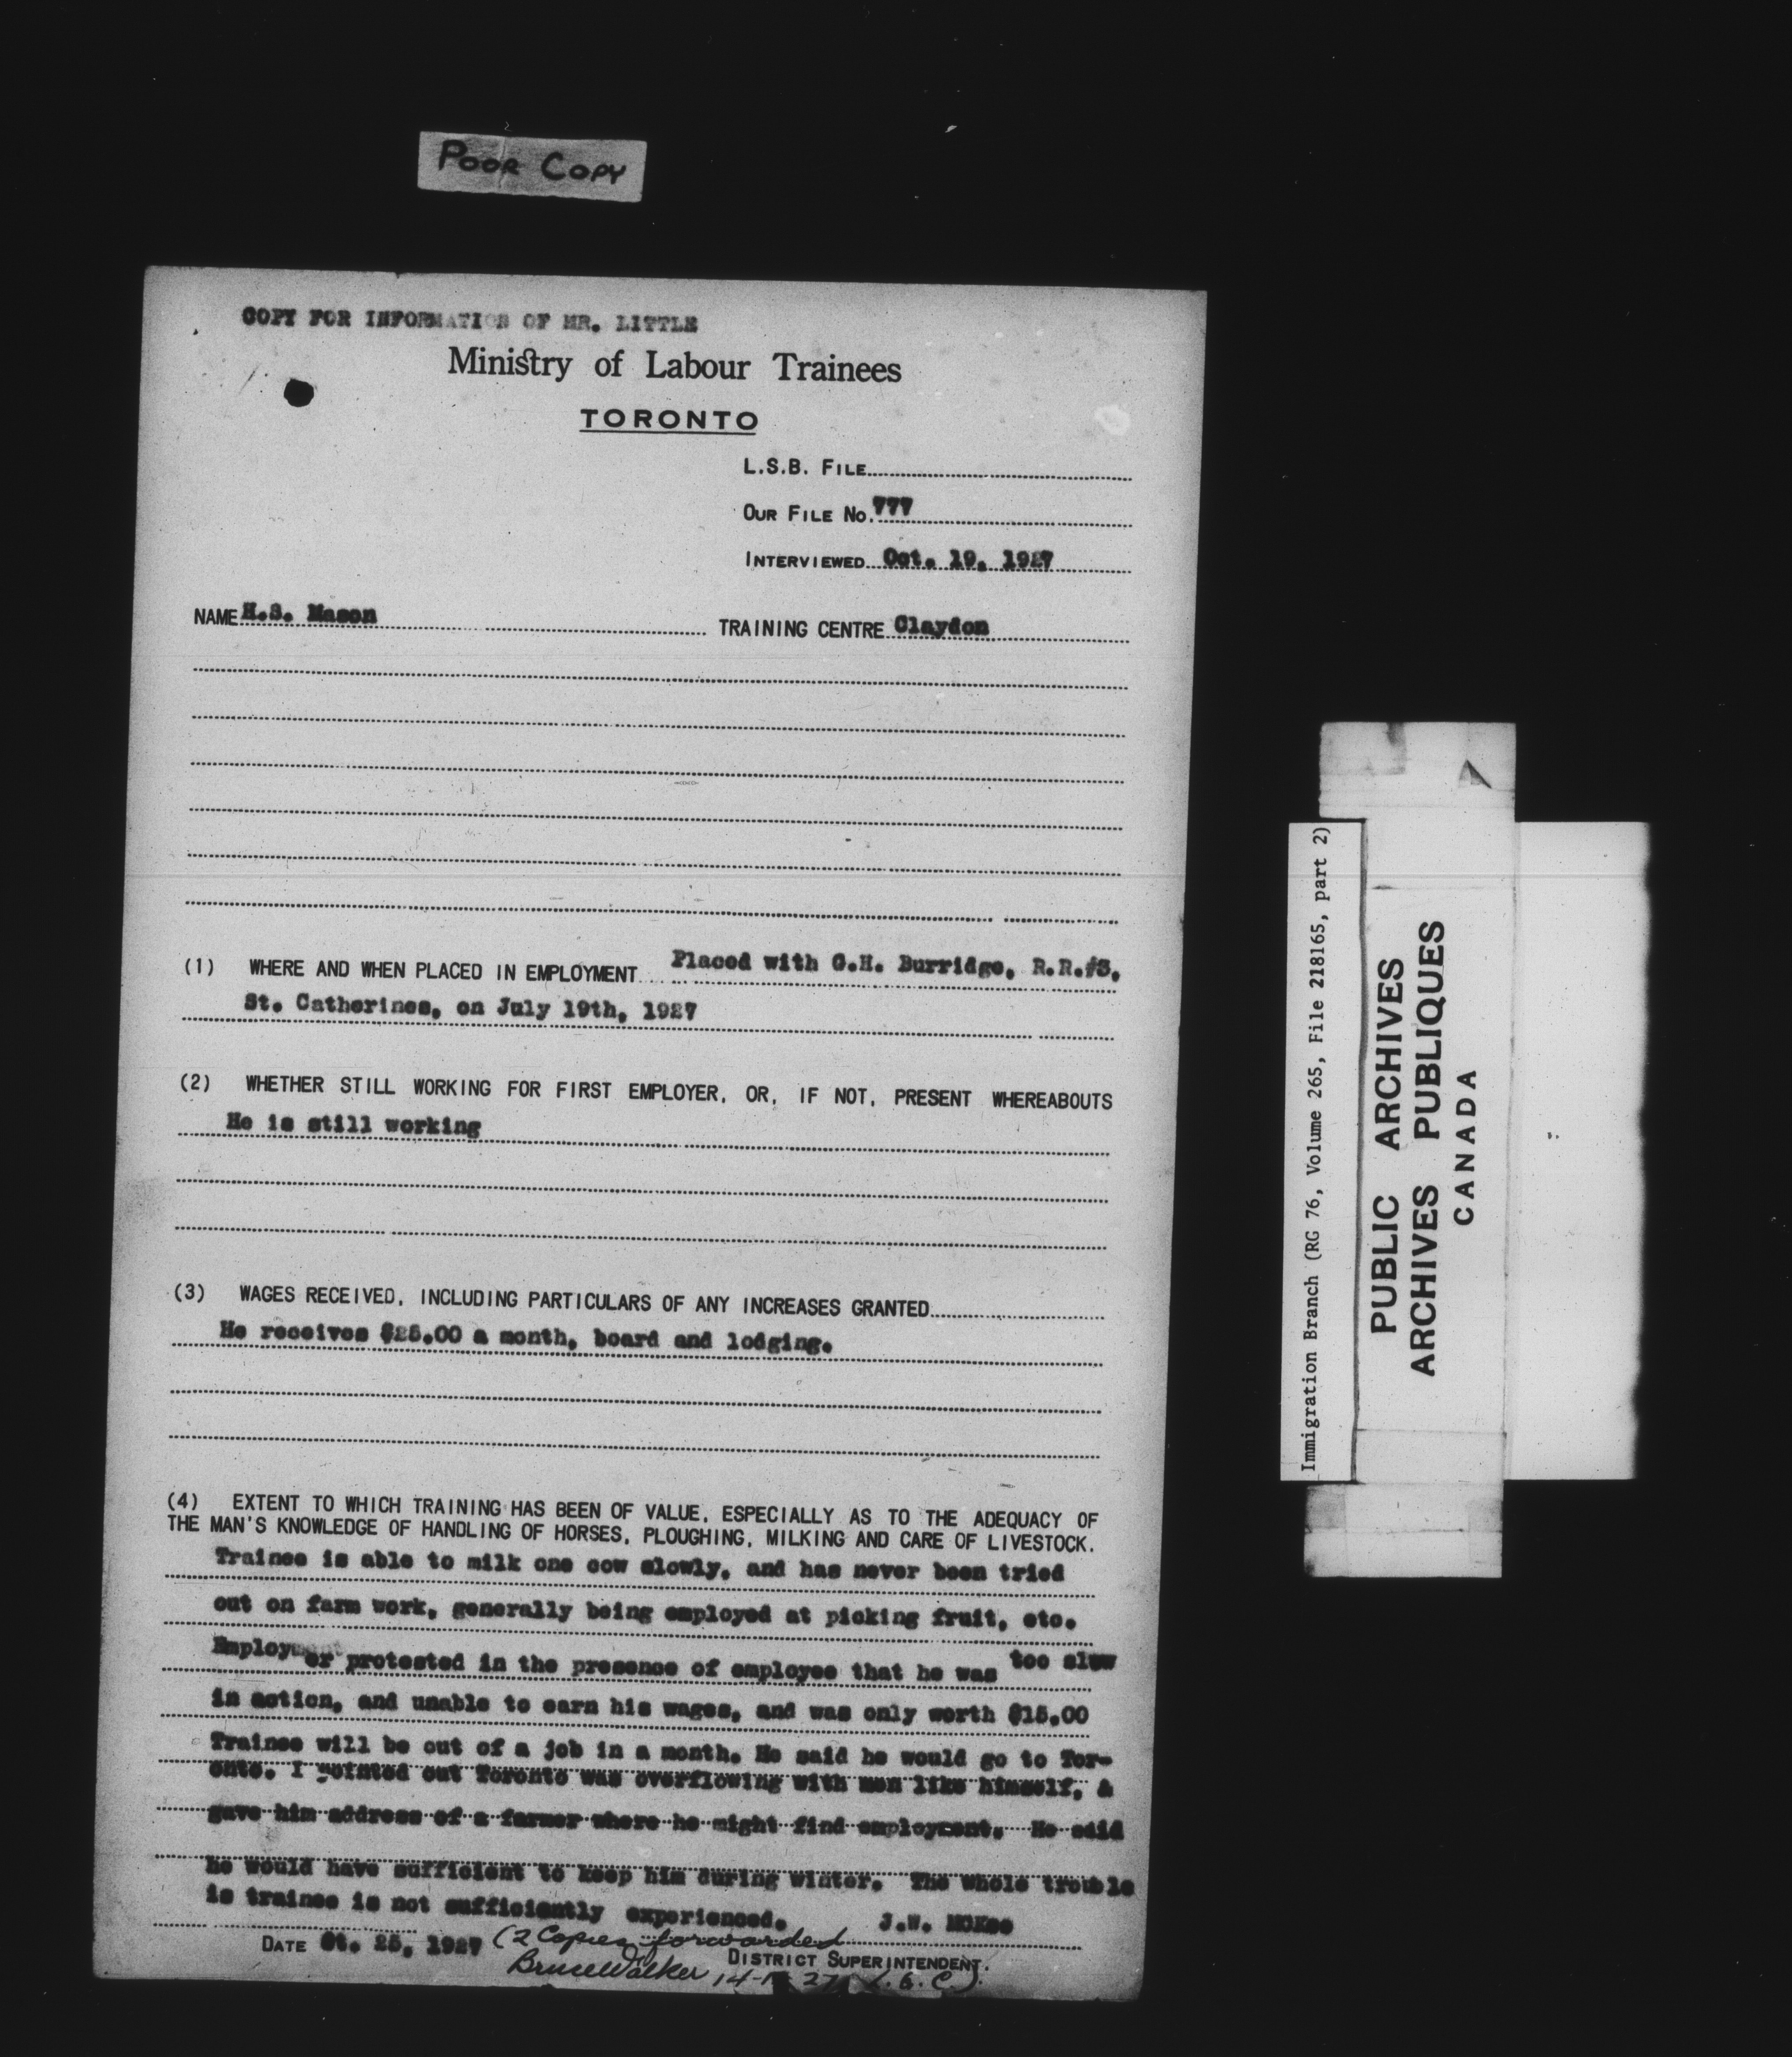 POOR COPY
COPY FOR INFORMATION OF MR. LITTLE
Ministry of Labour Trainees
TORONTO
L.S.B. FILE
OUR FILE No. 777
INTERVIEWED Oct. 19, 1927
NAME H.S. Mason TRAINING CENTRE Claydon
(1) WHERE AND WHEN PLACED IN EMPLOYMENT Placed with G.H. Burridge, R.R.#3,
St. Catherines, on July 19th, 1927
(2) WHETHER STILL WORKING FOR FIRST EMPLOYER, OR, IF NOT, PRESENT WHEREABOUTS
He is still working
(3) WAGES RECEIVED, INCLUDING PARTICULARS OF ANY INCREASES GRANTED
He receives $25.00 a month, board and lodging.
(4) EXTENT TO WHICH TRAINING HAS BEEN OF VALUE, ESPECIALLY AS TO THE ADEQUACY OF
THE MAN'S KNOWLEDGE OF HANDLING OF HORSES, PLOUGHING, MILKING AND CARE OF LIVESTOCK.
Trainee is able to milk one cow slowly, and has never been tried
out on farm work, generally being employed at picking fruit, etc.
Employer protested in the presence of employee that he was too slow
in action, and unable to earn his wages, and was only worth $15.00
Trainee will be out of a job in a month. He said he would go to Tor-
onto. I pointed out Toronto was overflowing with men like himself, &
gave him address of a farmer where he might find employment. He said
he would have sufficient to keep him during winter. The whole trouble
is trainee is not sufficiently experienced. J.W. McKee
DATE Ot. 25, 1927 (2 Copies forwarded
DISTRICT SUPERINTENDENT.
Bruce Walker 27
Immigration Branch (RG 76, Volume 265, File 218165, part 2)
PUBLIC ARCHIVES
ARCHIVES PUBLIQUES
CANADA